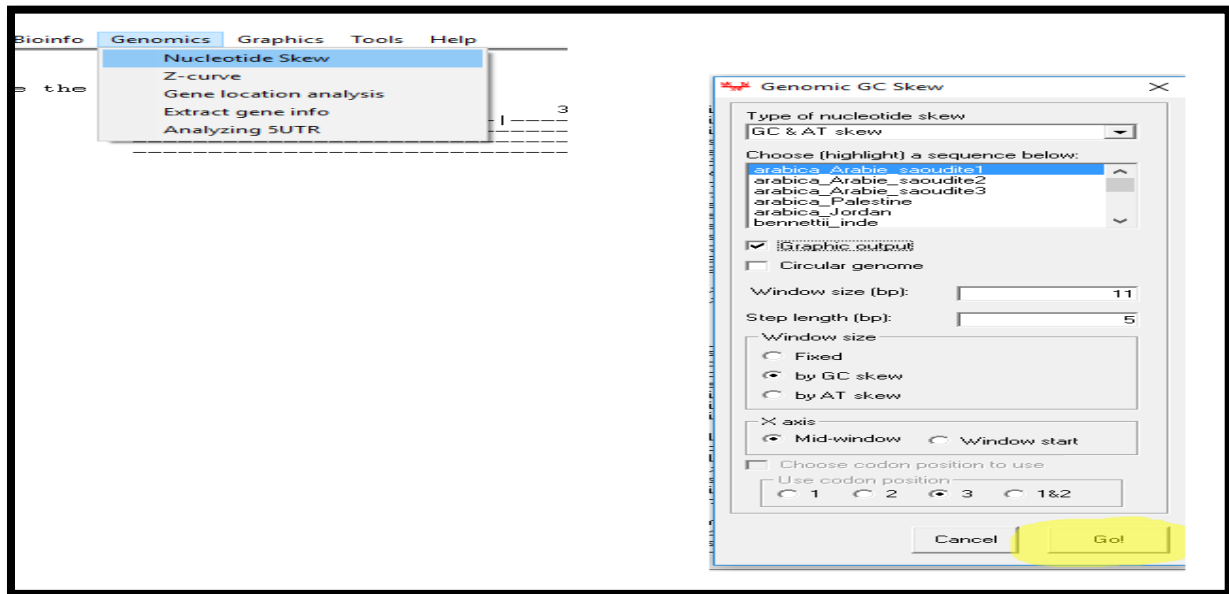 Bioinfo Genomics Graphics Tools Help
Nucleotide Skew
Z-curve
Gene location analysis
Extract gene info
Analyzing 5UTR
the
3
Genomic GC Skew
Type of nucleotide skew
GC & AT skew
Choose (highlight) a sequence below:
arabica_Arabie_saoudite1
arabica_Arabie_saoudite2
arabica_Arabie_saoudite3
arabica_Palestine
arabica_Jordan
bennettii_inde
Graphic output
Circular genome
Window size (bp): 11
Step length (bp): 5
Window size
Fixed
by GC skew
by AT skew
X axis
Mid-window Window start
Choose codon position to use
Use codon position
1 2 3 1&2
Cancel Go!